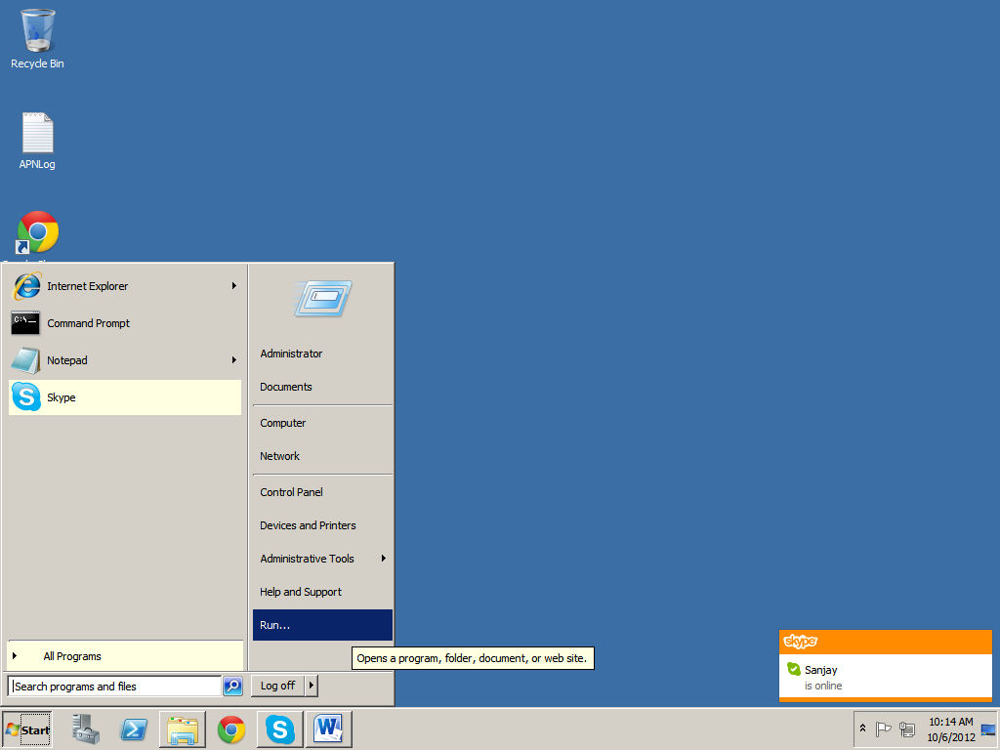 Recycle Bin
APNLog
Internet Explorer
Command Prompt
Notepad
Skype
All Programs
Search programs and files
Administrator
Documents
Computer
Network
Control Panel
Devices and Printers
Administrative Tools
Help and Support
Run...
Opens a program, folder, document, or web site.
Log off
skype
Sanjay
is online
Start
10:14 AM
10/6/2012